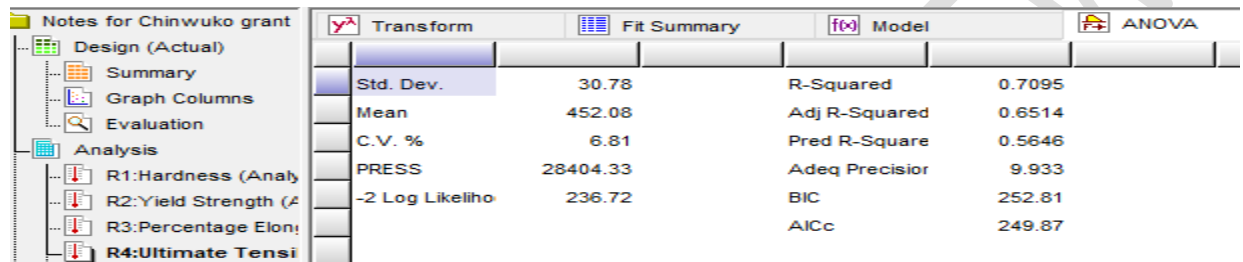 Notes for Chinwuko grant
Design (Actual)
Summary
Graph Columns
Evaluation
Analysis
R1:Hardness (Analy
R2:Yield Strength (A
R3:Percentage Elon
R4:Ultimate Tensi
yλ Transform Fit Summary f(x) Model ANOVA
Std. Dev. 30.78 R-Squared 0.7095
Mean 452.08 Adj R-Squared 0.6514
C.V. % 6.81 Pred R-Square 0.5646
PRESS 28404.33 Adeq Precisior 9.933
-2 Log Likeliho 236.72 BIC 252.81
AICc 249.87